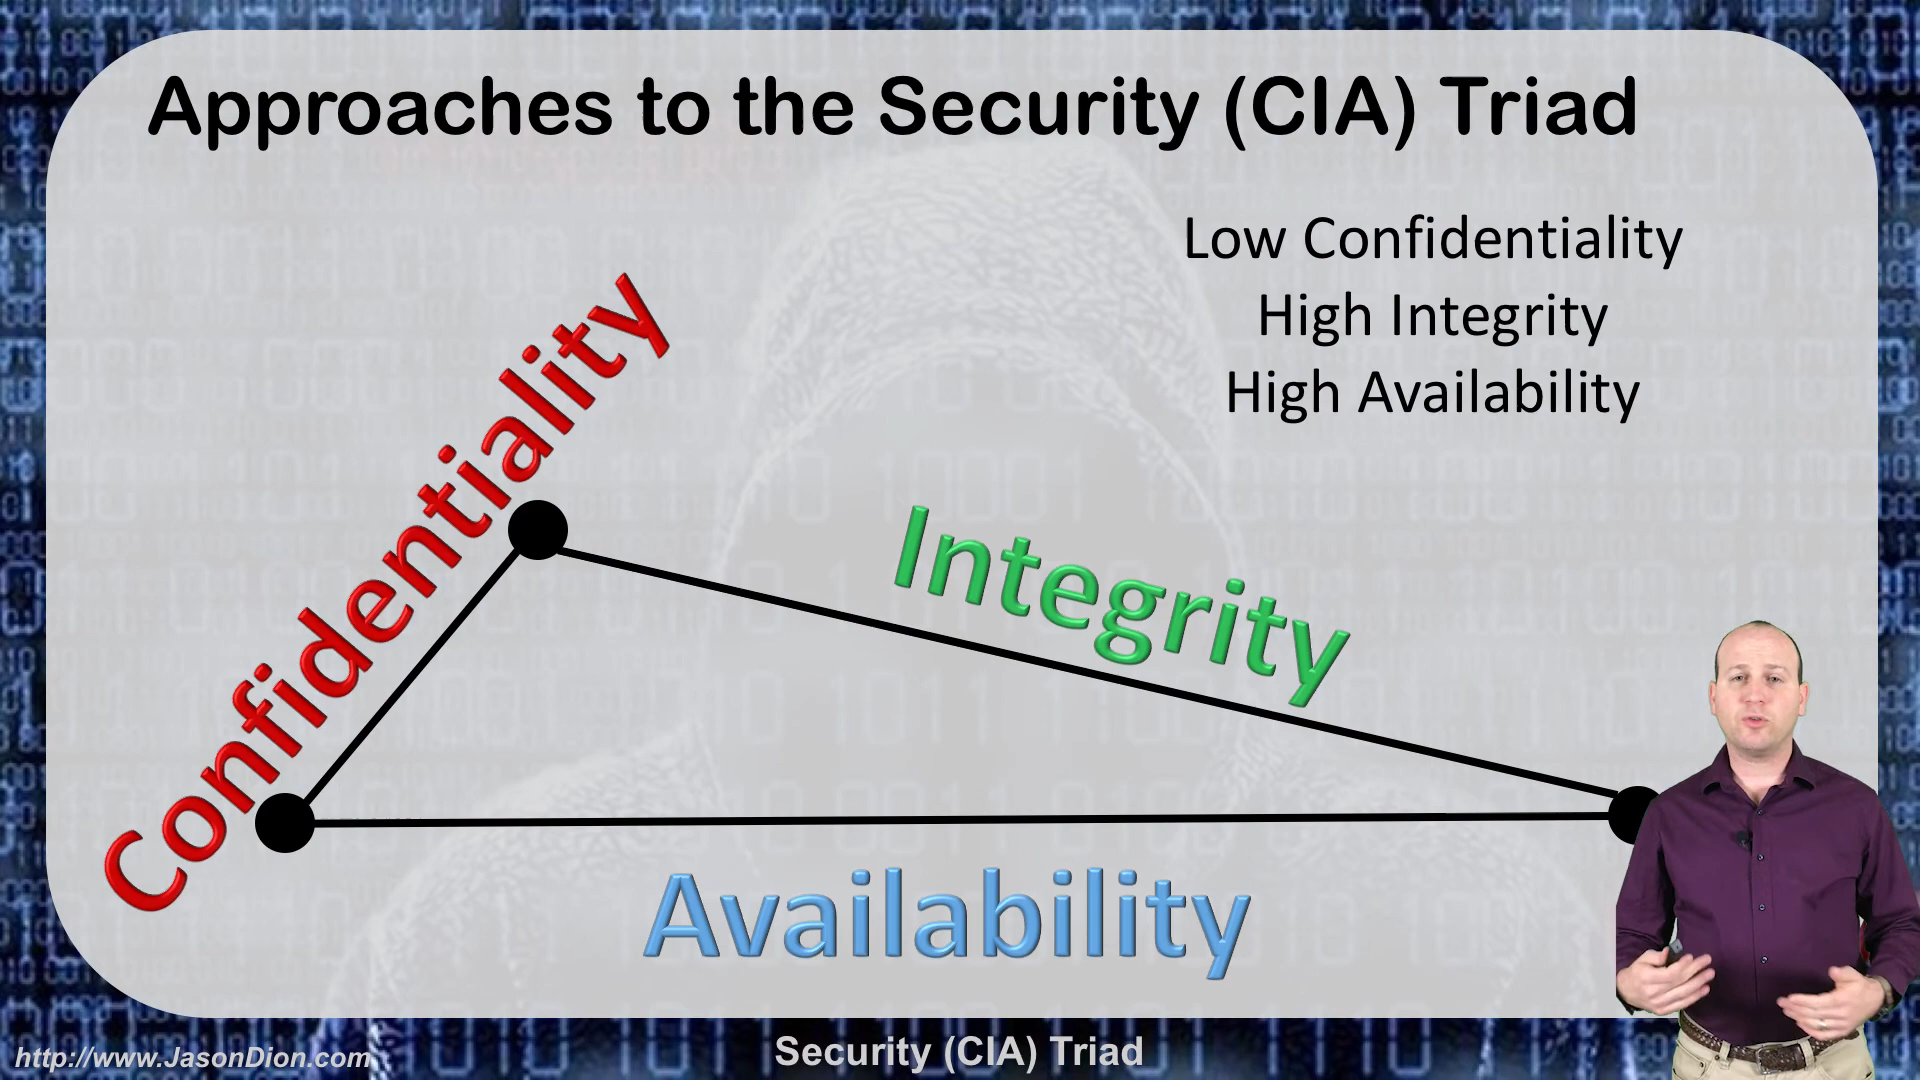 Approaches to the Security (CIA) Triad
Low Confidentiality
High Integrity
High Availability
Confidentiality
Integrity
Availability
http://www.JasonDion.com
Security (CIA) Triad